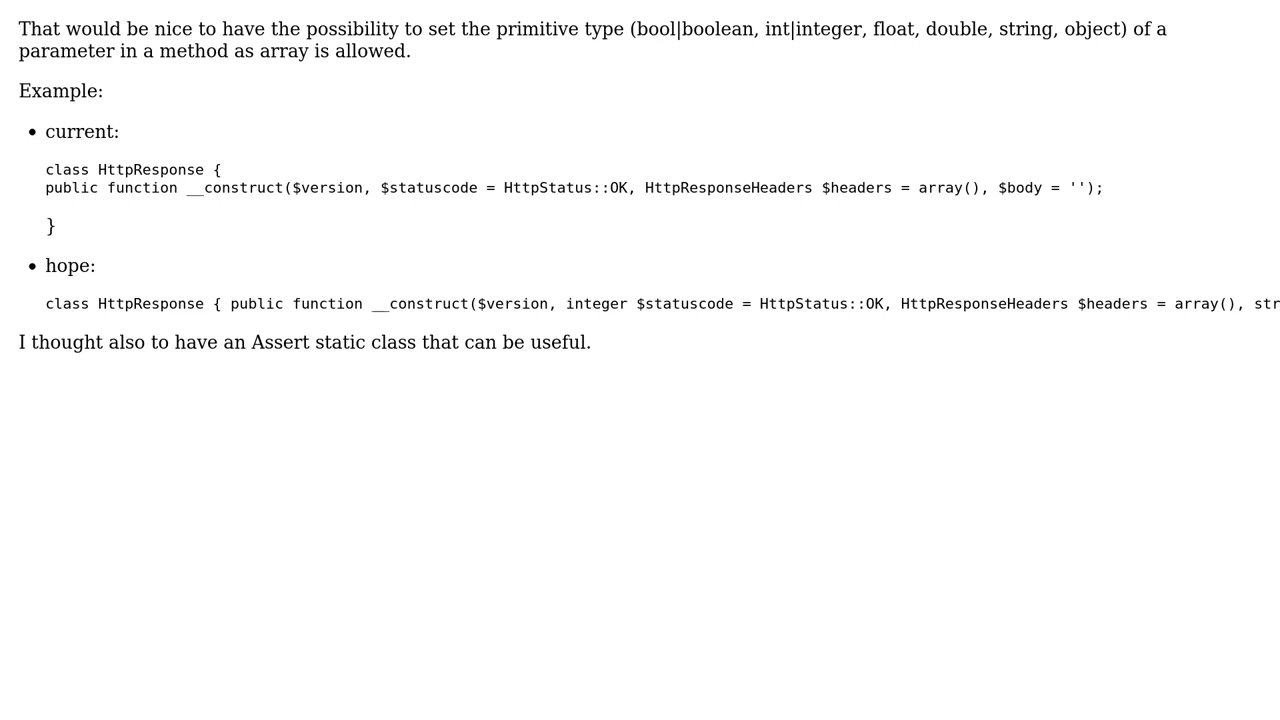 That would be nice to have the possibility to set the primitive type (bool|boolean, int|integer, float, double, string, object) of a
parameter in a method as array is allowed.
Example:
• current:
class HttpResponse {
public function __construct($version, $statuscode = HttpStatus::OK, HttpResponseHeaders $headers = array(), $body = '');
}
• hope:
class HttpResponse { public function __construct($version, integer $statuscode = HttpStatus::OK, HttpResponseHeaders $headers = array(), str
I thought also to have an Assert static class that can be useful.